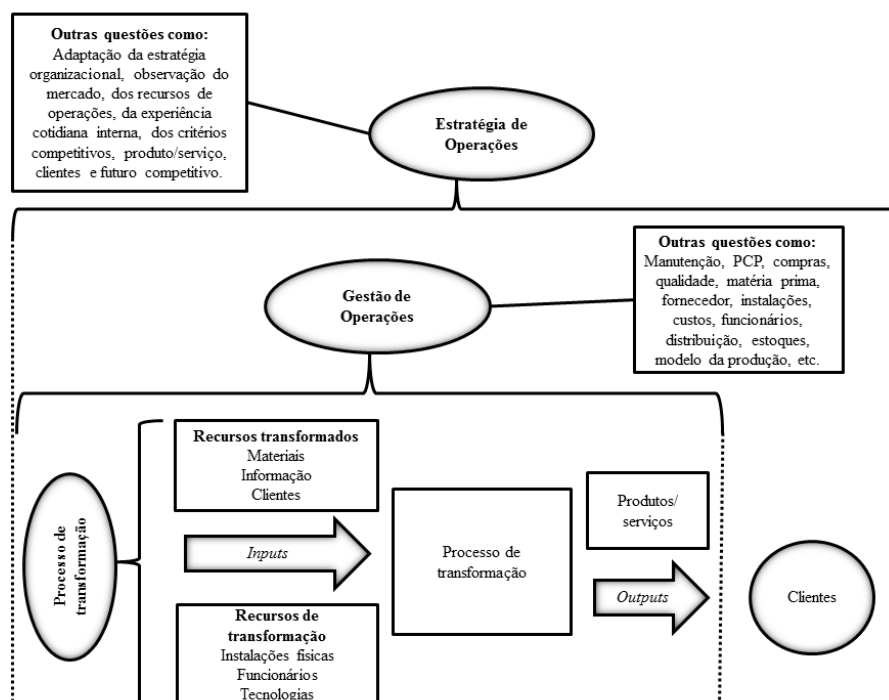 Outras questões como:
Adaptação da estratégia
organizacional, observação do
mercado, dos recursos de
operações, da experiência
cotidiana interna, dos critérios
competitivos, produto/serviço,
clientes e futuro competitivo.
Estratégia de
Operações
Outras questões como:
Manutenção, PCP, compras,
qualidade, matéria prima,
fornecedor, instalações,
custos, funcionários,
distribuição, estoques,
modelo da produção, etc.
Gestão de
Operações
Processo de
transformação
Recursos transformados
Materiais
Informação
Clientes
Inputs
Recursos de
transformação
Instalações fisicas
Funcionários
Tecnologias
Processo de
transformação
Produtos/
serviços
Outputs
Clientes